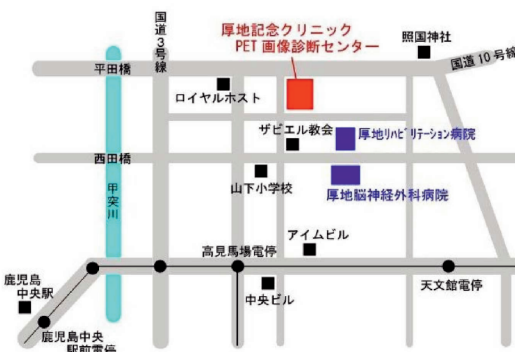 国道3号線
厚地記念クリニック
PET 画像診断センター
照国神社
国道10号線
平田橋
ロイヤルホスト
ザビエル教会
厚地リハビリテーション病院
西田橋
山下小学校
厚地脳神経外科病院
甲突川
アイムビル
高見馬場電停
鹿児島
中央駅
中央ビル
天文館電停
鹿児島中央
駅前電停